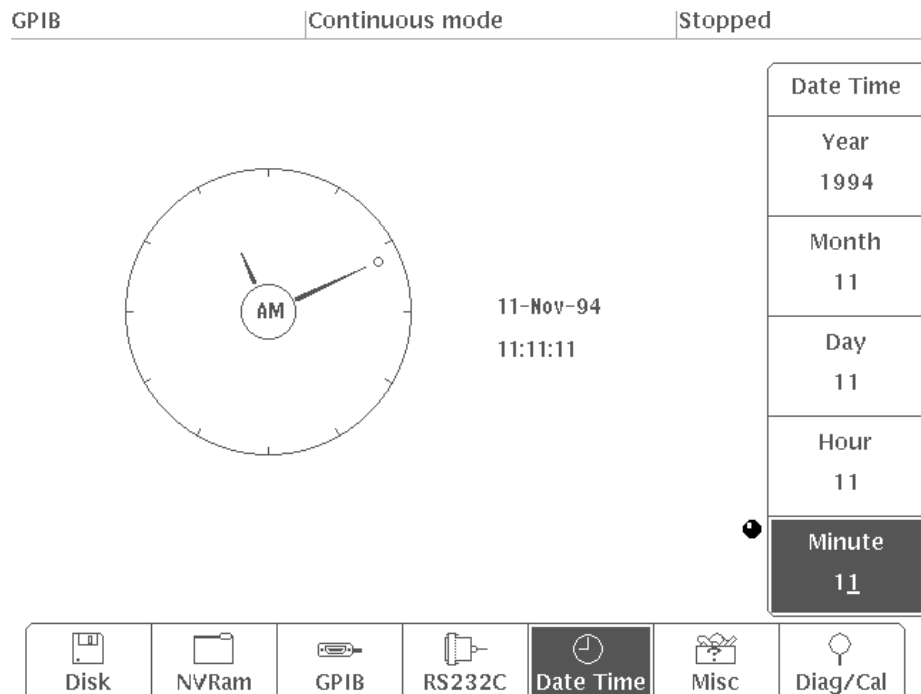 GPIB Continuous mode Stopped
AM
11-Nov-94
11:11:11
Date Time
Year
1994
Month
11
Day
11
Hour
11
Minute
11
Disk NVRam GPIB RS232C Date Time Misc Diag/Cal